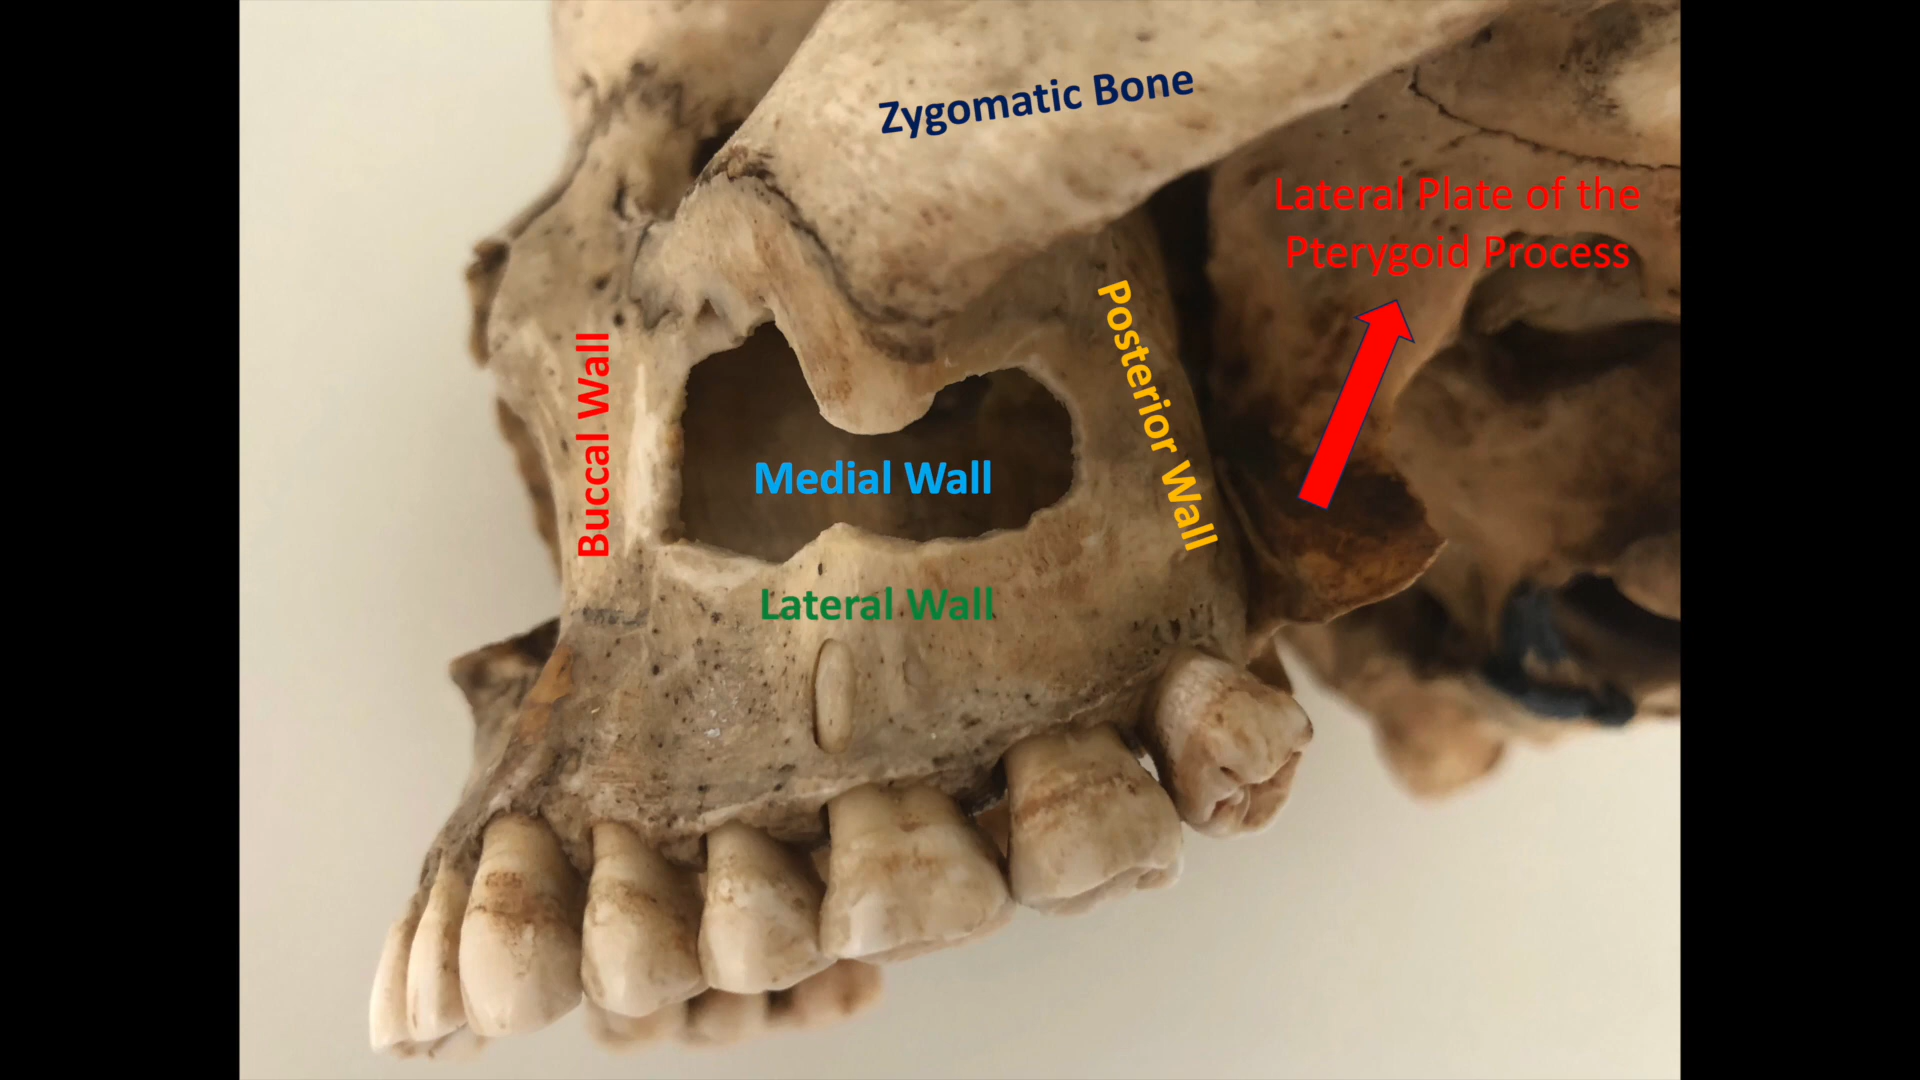 Zygomatic Bone
Lateral Plate of the
Pterygoid Process
Buccal Wall
Posterior Wall
Medial Wall
Lateral Wall